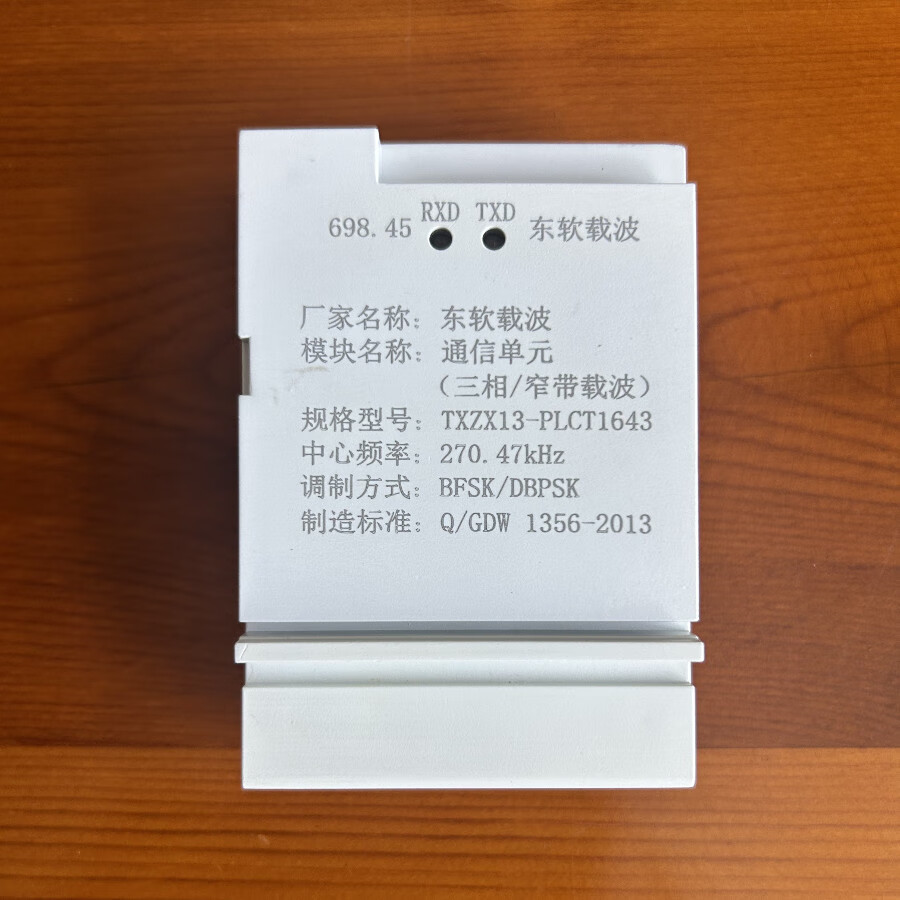 RXD TXD
698.45 东软载波
厂家名称：东软载波
模块名称：通信单元
（三相/窄带载波）
规格型号：TXZX13-PLCT1643
中心频率：270.47kHz
调制方式：BFSK/DBPSK
制造标准：Q/GDW 1356-2013